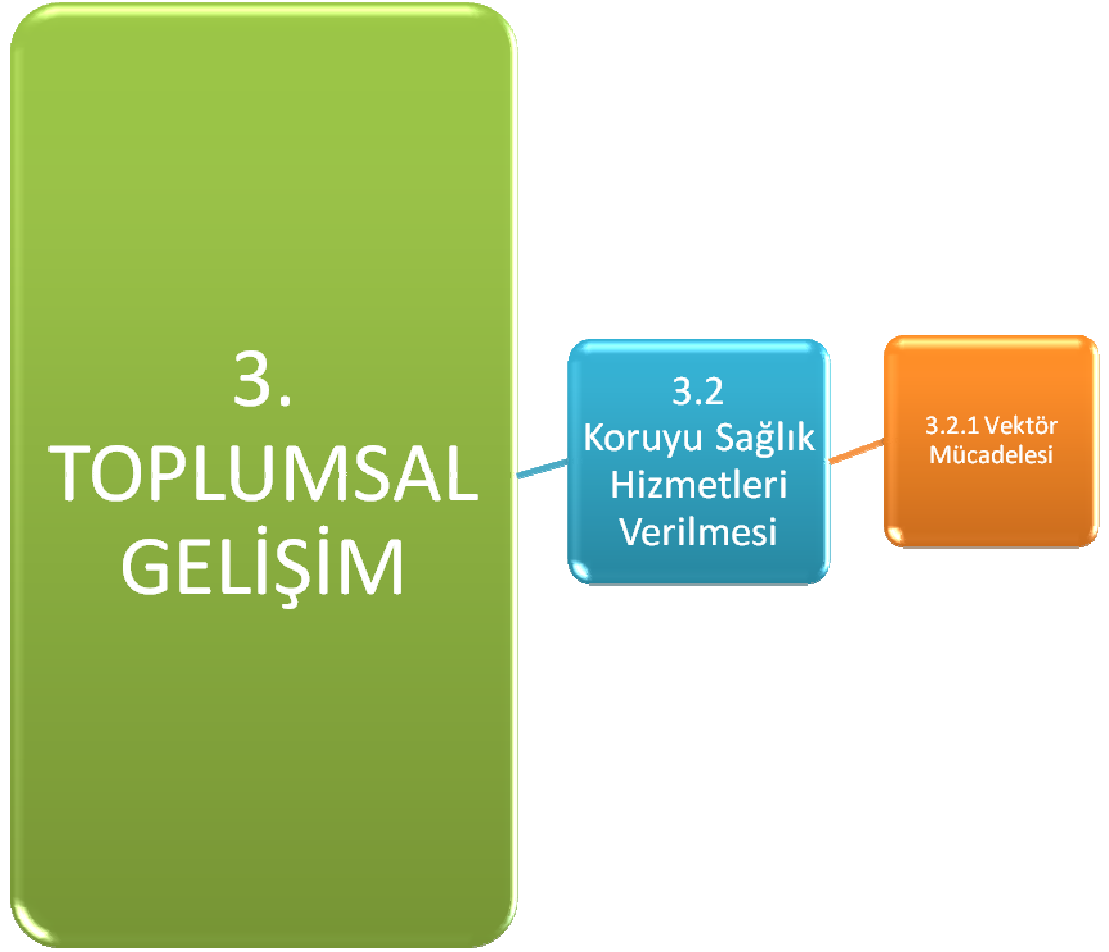 3.
TOPLUMSAL
GELİŞİM
3.2
Koruyu Sağlık
Hizmetleri
Verilmesi
3.2.1 Vektör
Mücadelesi